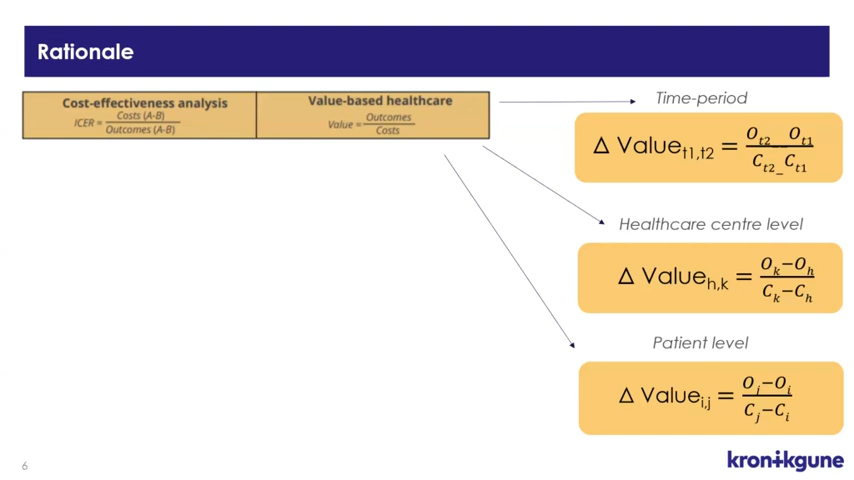 Rationale
Cost-effectiveness analysis
ICER = Costs (A-B) / Outcomes (A-B)
Value-based healthcare
Value = Outcomes / Costs
Time-period
Δ Value_t1,t2 = O_t2 _ O_t1 / C_t2 _ C_t1
Healthcare centre level
Δ Value_h,k = O_k − O_h / C_k − C_h
Patient level
Δ Value_i,j = O_j − O_i / C_j − C_i
6
kronikgune